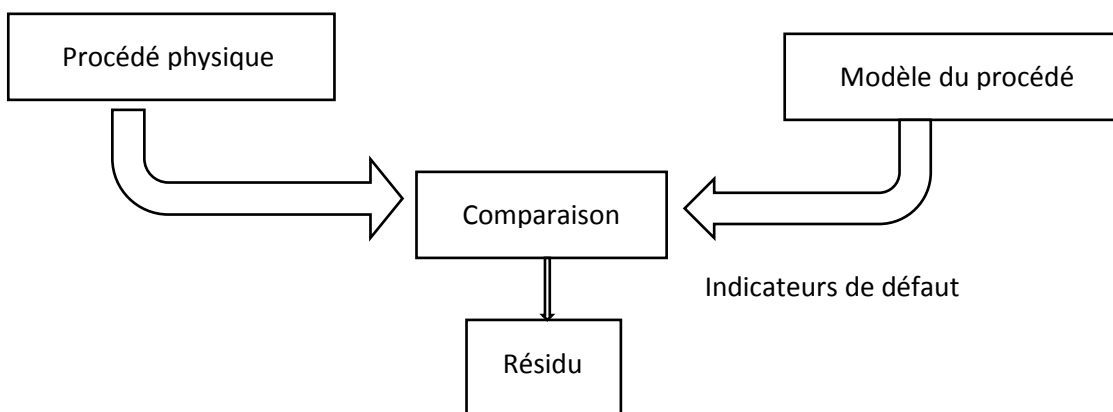 Procédé physique
Modèle du procédé
Comparaison
Indicateurs de défaut
Résidu